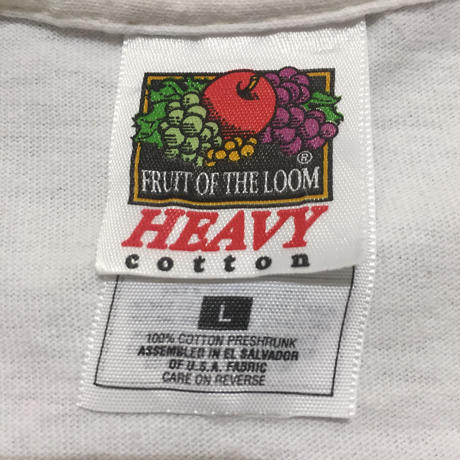 FRUIT OF THE LOOM ®
HEAVY
cotton
L
100% COTTON PRESHRUNK
ASSEMBLED IN EL SALVADOR
OF U.S.A. FABRIC
CARE ON REVERSE